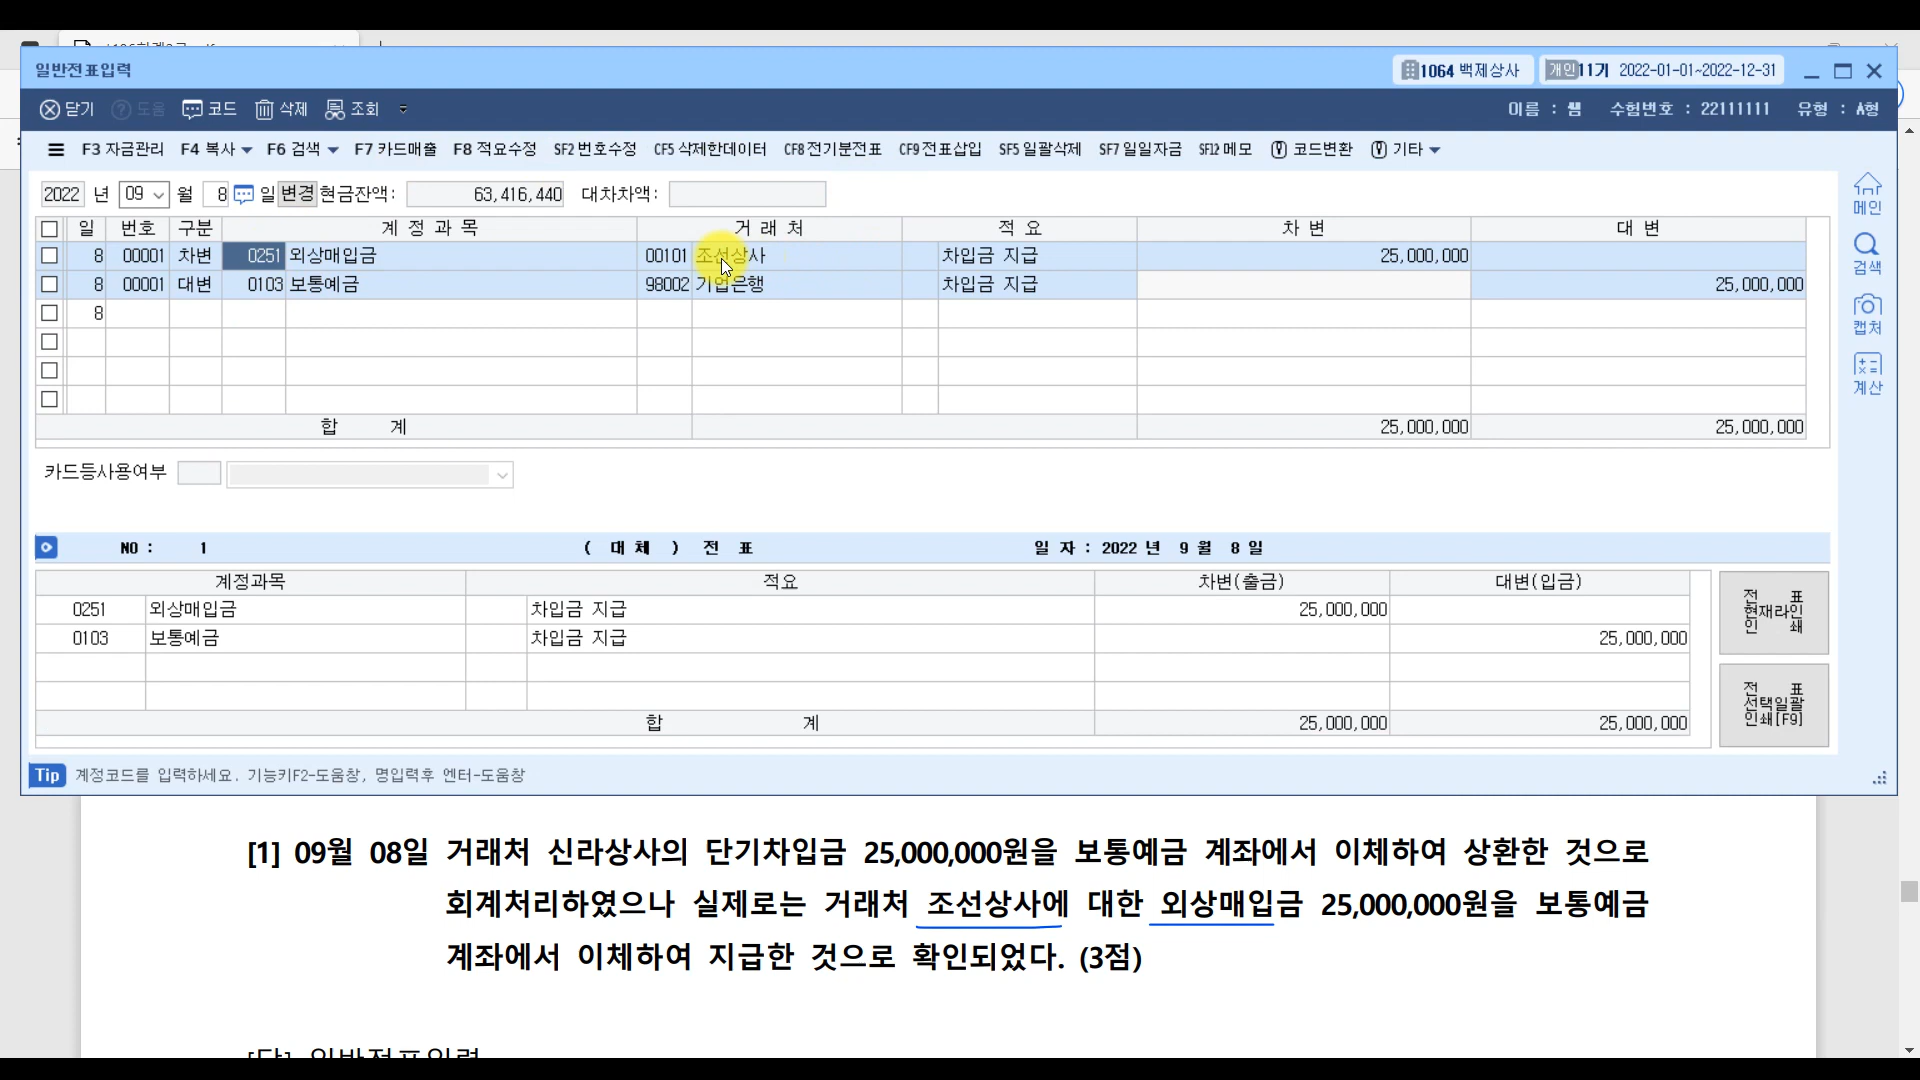 일반전표입력 1064 백제상사 개인 11기 2022-01-01~2022-12-31
닫기 도움 코드 삭제 조회 이름 : 쌤 수험번호 : 22111111 유형 : A형
F3 자금관리 F4 복사 F6 검색 F7 카드매출 F8 적요수정 SF2 번호수정 CF5 삭제한데이터 CF8 전기분전표 CF9 전표삽입 SF5 일괄삭제 SF7 일일자금 SF12 메모 코드변환 기타
2022 년 09 월 8 일 변경 현금잔액: 63,416,440 대차차액:
일 번호 구분 계 정 과 목 거 래 처 적 요 차 변 대 변
8 00001 차변 0251 외상매입금 00101 조선상사 차입금 지급 25,000,000
8 00001 대변 0103 보통예금 98002 기업은행 차입금 지급 25,000,000
8
합 계 25,000,000 25,000,000
카드등사용여부
NO : 1 ( 대 체 ) 전 표 일 자 : 2022 년 9 월 8 일
계정과목 적요 차변(출금) 대변(입금)
0251 외상매입금 차입금 지급 25,000,000
0103 보통예금 차입금 지급 25,000,000
합 계 25,000,000 25,000,000
전 표
현재라인
인 쇄
전 표
선택일괄
인쇄[F9]
메인
검색
캡처
계산
Tip 계정코드를 입력하세요. 기능키F2-도움창, 명입력후 엔터-도움창
[1] 09월 08일 거래처 신라상사의 단기차입금 25,000,000원을 보통예금 계좌에서 이체하여 상환한 것으로
회계처리하였으나 실제로는 거래처 조선상사에 대한 외상매입금 25,000,000원을 보통예금
계좌에서 이체하여 지급한 것으로 확인되었다. (3점)